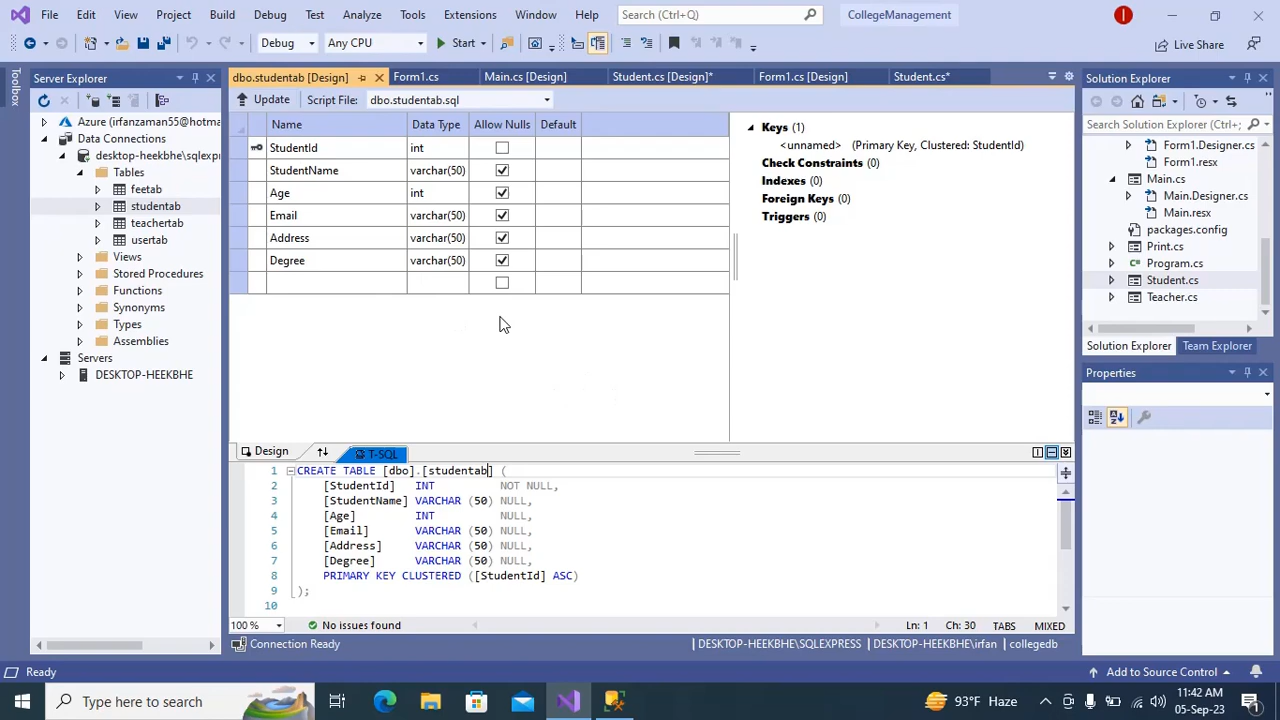 File Edit View Project Build Debug Test Analyze Tools Extensions Window Help Search (Ctrl+Q) CollegeManagement I
Debug Any CPU Start Live Share
Toolbox
Server Explorer
Azure (irfanzaman55@hotma
Data Connections
desktop-heekbhe\sqlexpr
Tables
feetab
studentab
teachertab
usertab
Views
Stored Procedures
Functions
Synonyms
Types
Assemblies
Servers
DESKTOP-HEEKBHE
dbo.studentab [Design] Form1.cs Main.cs [Design] Student.cs [Design]* Form1.cs [Design] Student.cs*
Update Script File: dbo.studentab.sql
Name Data Type Allow Nulls Default
StudentId int
StudentName varchar(50)
Age int
Email varchar(50)
Address varchar(50)
Degree varchar(50)
Keys (1)
<unnamed> (Primary Key, Clustered: StudentId)
Check Constraints (0)
Indexes (0)
Foreign Keys (0)
Triggers (0)
Design T-SQL
1 CREATE TABLE [dbo].[studentab] (
2 [StudentId] INT NOT NULL,
3 [StudentName] VARCHAR (50) NULL,
4 [Age] INT NULL,
5 [Email] VARCHAR (50) NULL,
6 [Address] VARCHAR (50) NULL,
7 [Degree] VARCHAR (50) NULL,
8 PRIMARY KEY CLUSTERED ([StudentId] ASC)
9 );
10
100 % No issues found Ln: 1 Ch: 30 TABS MIXED
Connection Ready DESKTOP-HEEKBHE\SQLEXPRESS DESKTOP-HEEKBHE\irfan collegedb
Solution Explorer
Search Solution Explorer (Ctrl+;
Form1.Designer.cs
Form1.resx
Main.cs
Main.Designer.cs
Main.resx
packages.config
Print.cs
Program.cs
Student.cs
Teacher.cs
Solution Explorer Team Explorer
Properties
Ready Add to Source Control
Type here to search 93°F Haze 11:42 AM
05-Sep-23 1